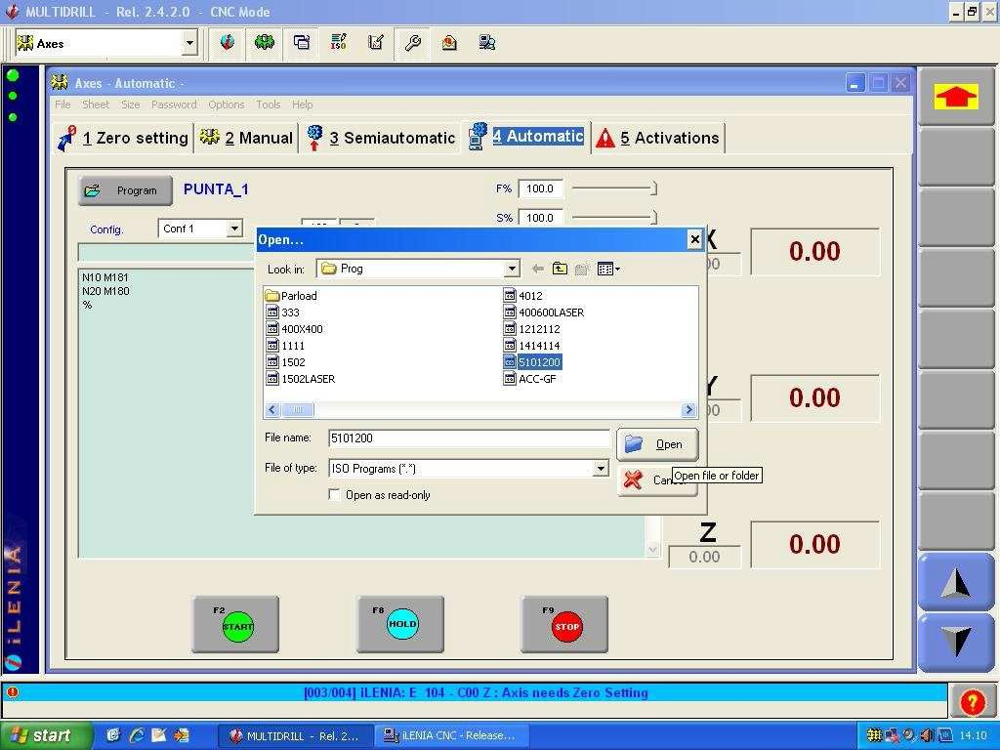 MULTIDRILL - Rel. 2.4.2.0 - CNC Mode
Axes
ISO
Axes - Automatic -
File Sheet Size Password Options Tools Help
1 Zero setting 2 Manual 3 Semiautomatic 4 Automatic 5 Activations
Program PUNTA_1
F% 100.0
S% 100.0
Config. Conf 1
N10 M181
N20 M180
%
Open...
Look in: Prog
Parload
333
400X400
1111
1502
1502LASER
4012
400600LASER
1212112
1414114
5101200
ACC-GF
File name: 5101200
Open
File of type: ISO Programs (*.*)
Open file or folder
Open as read-only
X 0.00
Y 0.00
Z 0.00
0.00
F2 START
F8 HOLD
F9 STOP
iLENIA
[003/004] iLENIA: E 104 - C00 Z : Axis needs Zero Setting
start
MULTIDRILL - Rel. 2...
iLENIA CNC - Release...
14.10